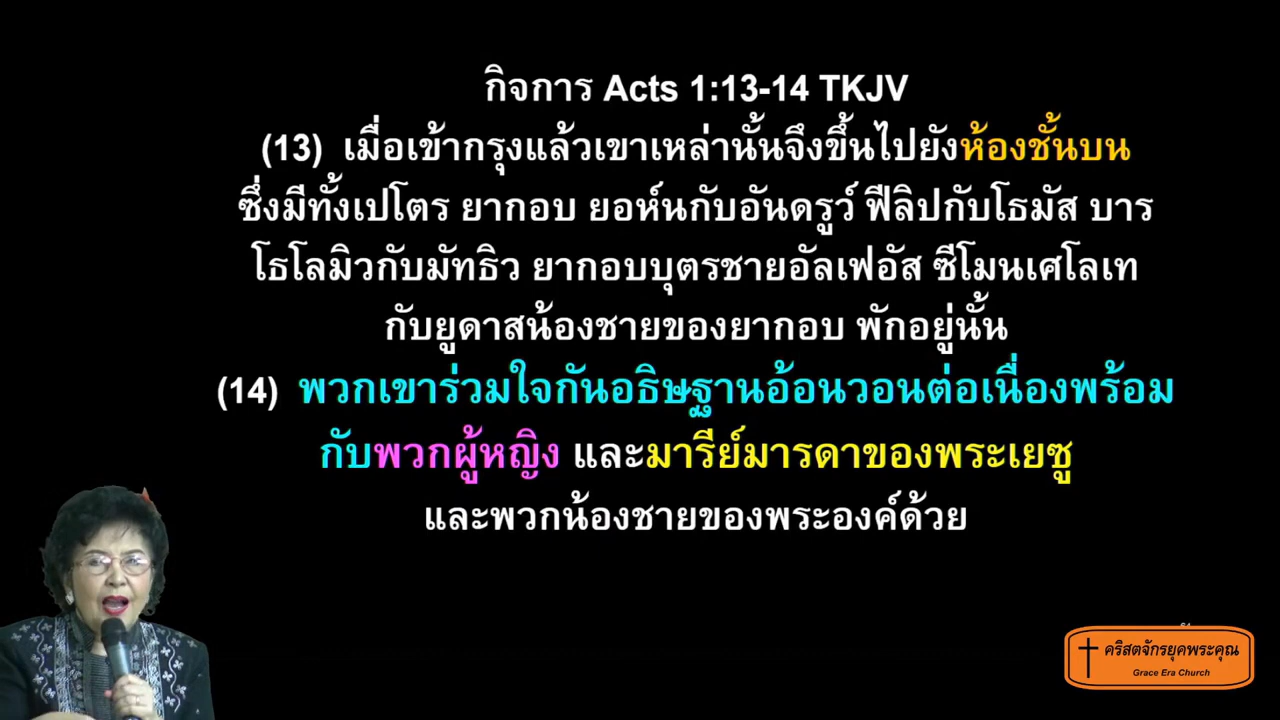 กิจการ Acts 1:13-14 TKJV
(13) เมื่อเข้ากรุงแล้วเขาเหล่านั้นจึงขึ้นไปยังห้องชั้นบน
ซึ่งมีทั้งเปโตร ยากอบ ยอห์นกับอันดรูว์ ฟีลิปกับโธมัส บาร
โธโลมิวกับมัทธิว ยากอบบุตรชายอัลเฟอัส ซีโมนเศโลเท
กับยูดาสน้องชายของยากอบ พักอยู่นั้น
(14) พวกเขาร่วมใจกันอธิษฐานอ้อนวอนต่อเนื่องพร้อม
กับพวกผู้หญิง และมารีย์มารดาของพระเยซู
และพวกน้องชายของพระองค์ด้วย
คริสตจักรยุคพระคุณ
Grace Era Church